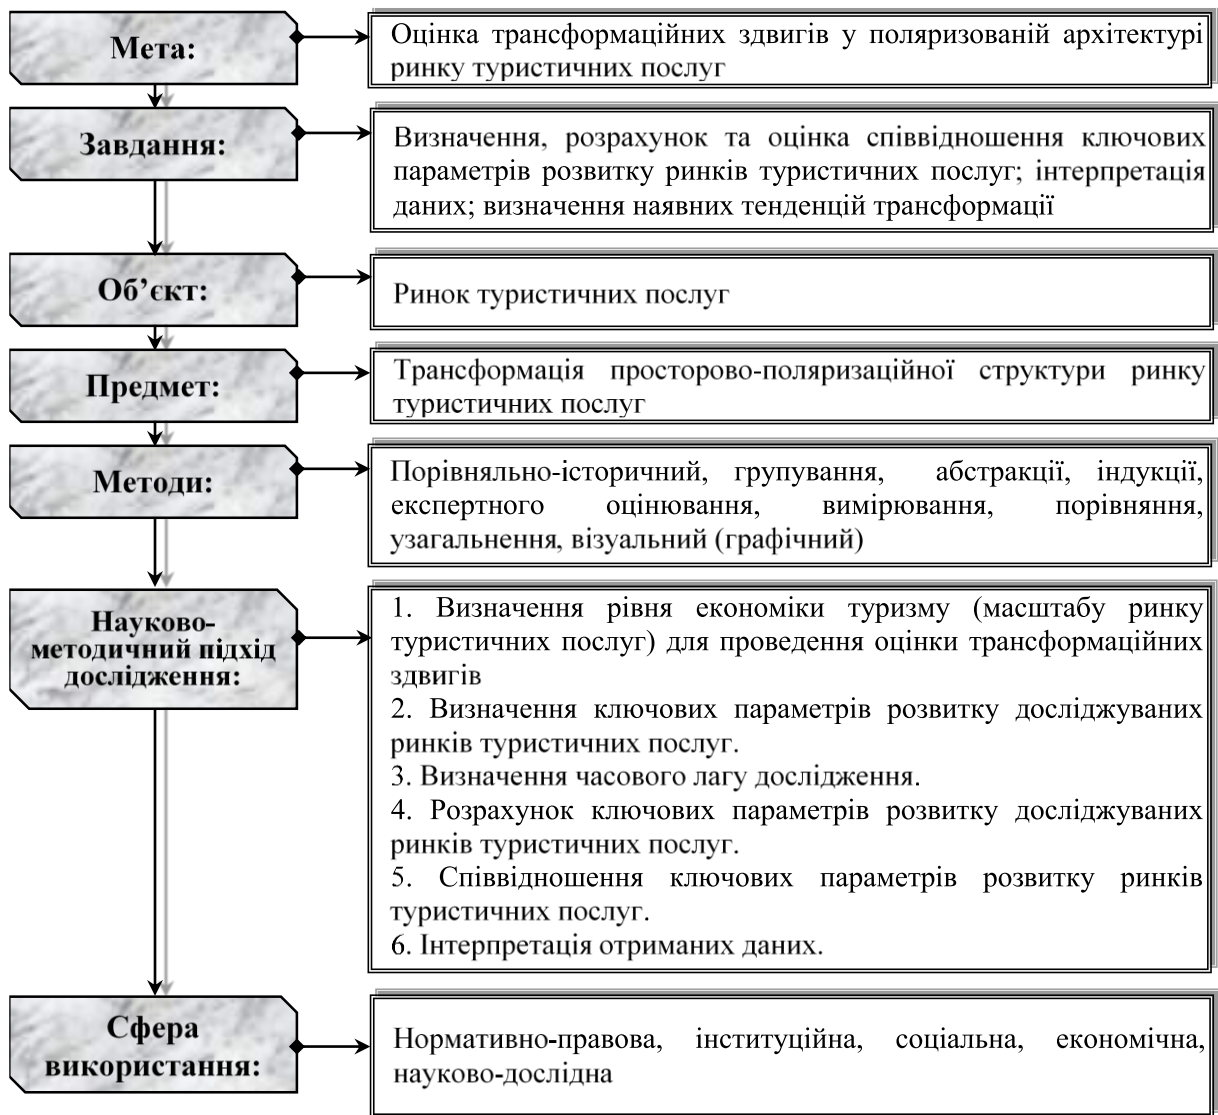 Мета:
Оцінка трансформаційних здвигів у поляризованій архітектурі
ринку туристичних послуг
Завдання:
Визначення, розрахунок та оцінка співвідношення ключових
параметрів розвитку ринків туристичних послуг; інтерпретація
даних; визначення наявних тенденцій трансформації
Об’єкт:
Ринок туристичних послуг
Предмет:
Трансформація просторово-поляризаційної структури ринку
туристичних послуг
Методи:
Порівняльно-історичний, групування, абстракції, індукції,
експертного оцінювання, вимірювання, порівняння,
узагальнення, візуальний (графічний)
Науково-
методичний підхід
дослідження:
1. Визначення рівня економіки туризму (масштабу ринку
туристичних послуг) для проведення оцінки трансформаційних
здвигів
2. Визначення ключових параметрів розвитку досліджуваних
ринків туристичних послуг.
3. Визначення часового лагу дослідження.
4. Розрахунок ключових параметрів розвитку досліджуваних
ринків туристичних послуг.
5. Співвідношення ключових параметрів розвитку ринків
туристичних послуг.
6. Інтерпретація отриманих даних.
Сфера
використання:
Нормативно-правова, інституційна, соціальна, економічна,
науково-дослідна